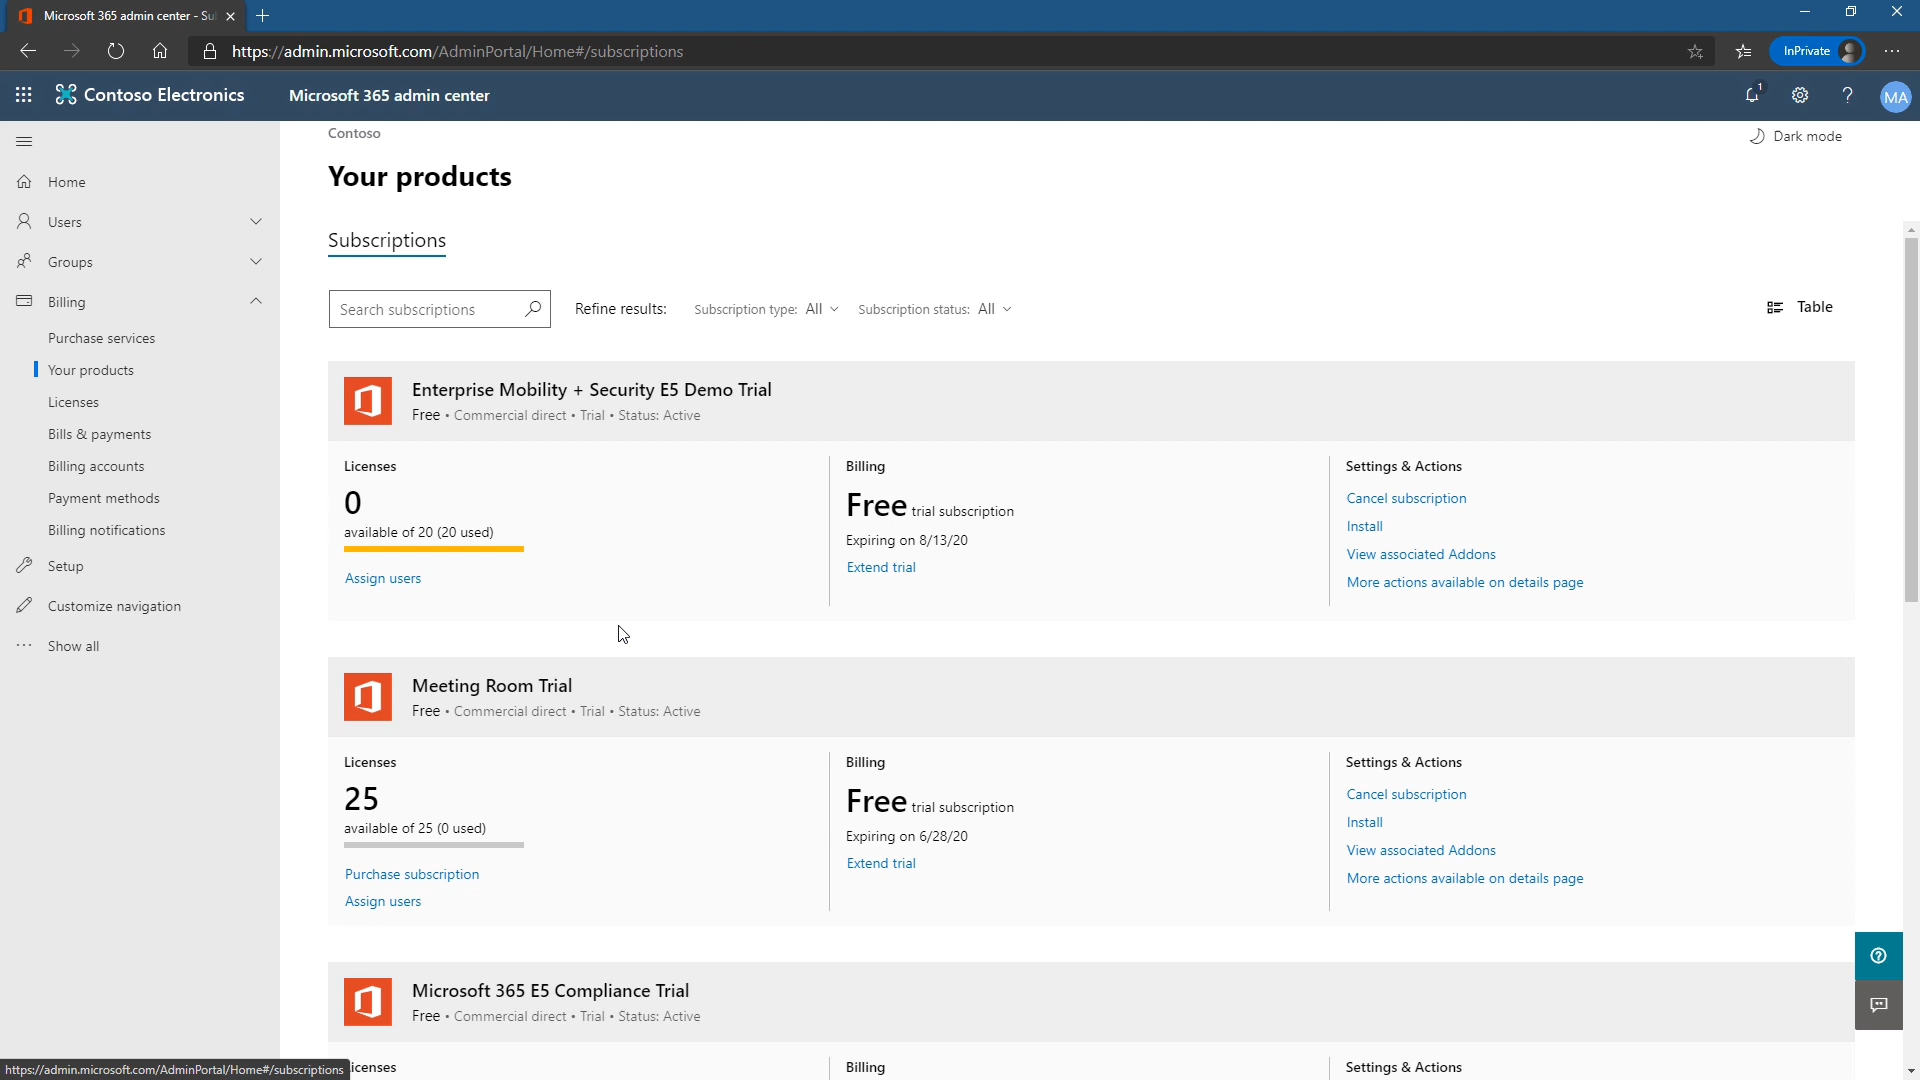 Microsoft 365 admin center - Su
https://admin.microsoft.com/AdminPortal/Home#/subscriptions
InPrivate
Contoso Electronics
Microsoft 365 admin center
1
?
MA
Contoso
Dark mode
Your products
Home
Users
Groups
Billing
Purchase services
Your products
Licenses
Bills & payments
Billing accounts
Payment methods
Billing notifications
Setup
Customize navigation
Show all
Subscriptions
Search subscriptions
Refine results:
Subscription type: All
Subscription status: All
Table
Enterprise Mobility + Security E5 Demo Trial
Free • Commercial direct • Trial • Status: Active
Licenses
0
available of 20 (20 used)
Assign users
Billing
Free trial subscription
Expiring on 8/13/20
Extend trial
Settings & Actions
Cancel subscription
Install
View associated Addons
More actions available on details page
Meeting Room Trial
Free • Commercial direct • Trial • Status: Active
Licenses
25
available of 25 (0 used)
Purchase subscription
Assign users
Billing
Free trial subscription
Expiring on 6/28/20
Extend trial
Settings & Actions
Cancel subscription
Install
View associated Addons
More actions available on details page
Microsoft 365 E5 Compliance Trial
Free • Commercial direct • Trial • Status: Active
icenses
Billing
Settings & Actions
https://admin.microsoft.com/AdminPortal/Home#/subscriptions